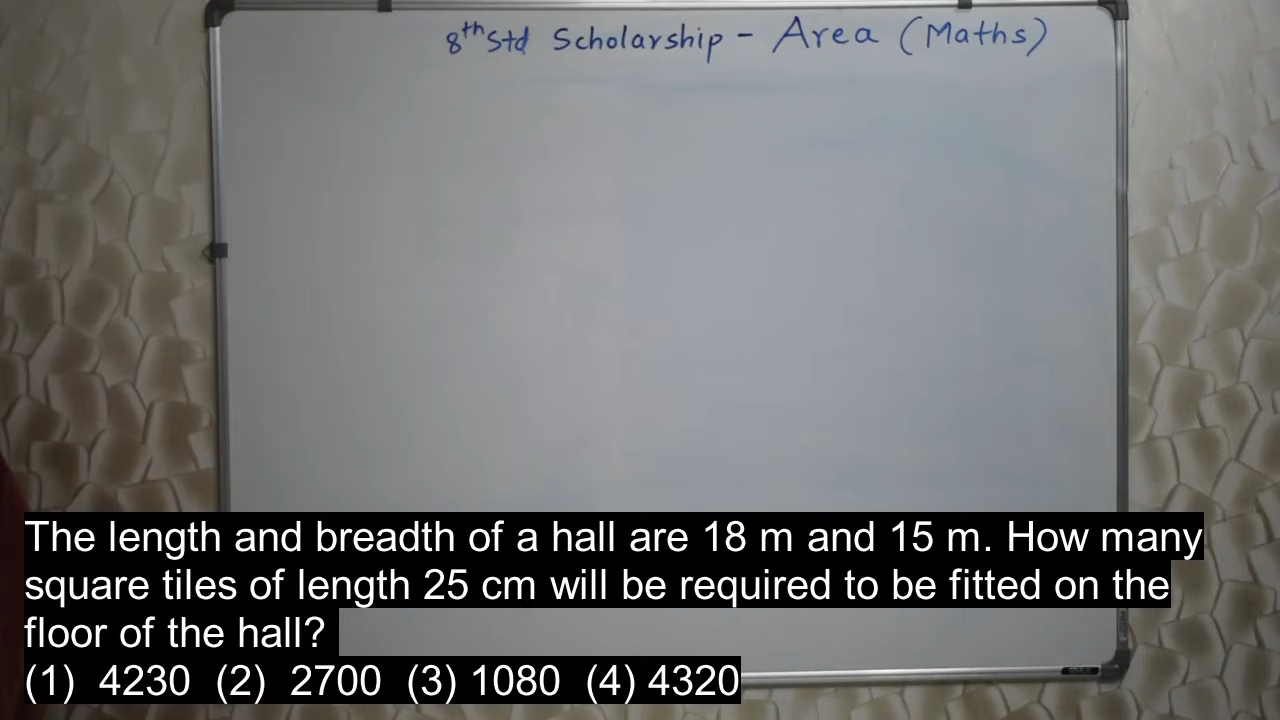 8th Std Scholarship - Area (Maths)
The length and breadth of a hall are 18 m and 15 m. How many
square tiles of length 25 cm will be required to be fitted on the
floor of the hall?
(1) 4230 (2) 2700 (3) 1080 (4) 4320